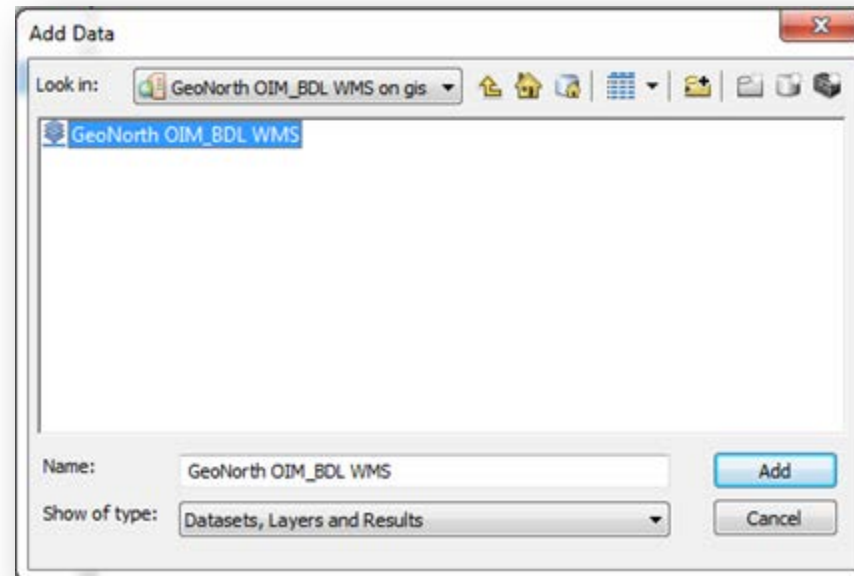 Add Data
Look in: GeoNorth OIM_BDL WMS on gis
GeoNorth OIM_BDL WMS
Name: GeoNorth OIM_BDL WMS Add
Show of type: Datasets, Layers and Results Cancel